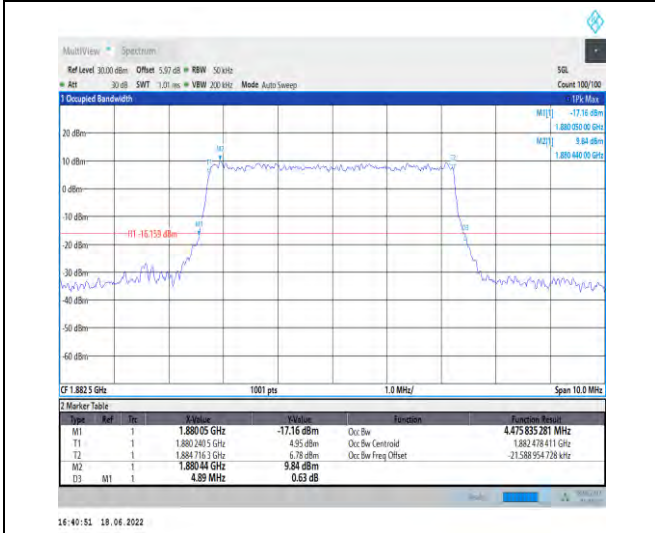 MultiView Spectrum
Ref Level 30.00 dBm Offset 5.97 dB RBW 50 kHz SGL
Att 30 dB SWT 1.01 ms VBW 200 kHz Mode Auto Sweep Count 100/100
1 Occupied Bandwidth 1Pk Max
M1[1] -17.16 dBm
1.880 050 00 GHz
M2[1] 9.84 dBm
1.880 440 00 GHz
20 dBm
M2
10 dBm
T1 T2
0 dBm
-10 dBm
M1
D3
H1 -16.159 dBm
-20 dBm
-30 dBm
-40 dBm
-50 dBm
-60 dBm
CF 1.882 5 GHz 1001 pts 1.0 MHz/ Span 10.0 MHz
2 Marker Table
Type Ref Trc X-Value Y-Value Function Function Result
M1 1 1.880 05 GHz -17.16 dBm Occ Bw 4.475 835 281 MHz
T1 1 1.880 240 5 GHz 4.95 dBm Occ Bw Centroid 1.882 478 411 GHz
T2 1 1.884 716 3 GHz 6.78 dBm Occ Bw Freq Offset -21.588 954 728 kHz
M2 1 1.880 44 GHz 9.84 dBm
D3 M1 1 4.89 MHz 0.63 dB
16:40:51 18.06.2022